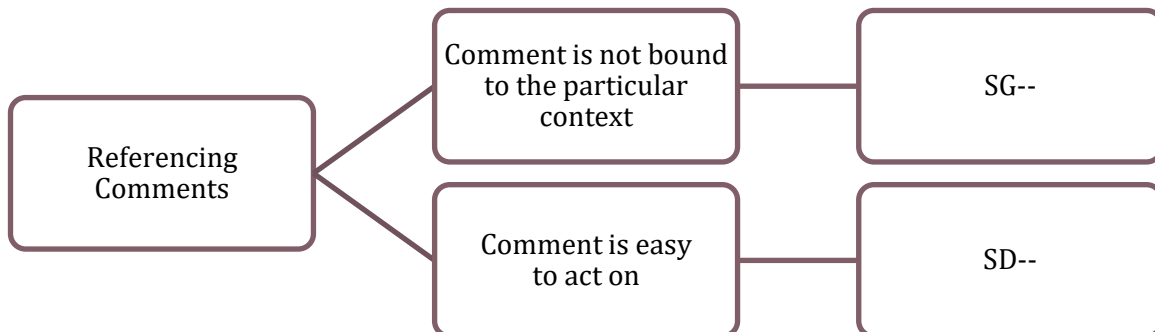 Referencing
Comments
Comment is not bound
to the particular
context
SG--
Comment is easy
to act on
SD--